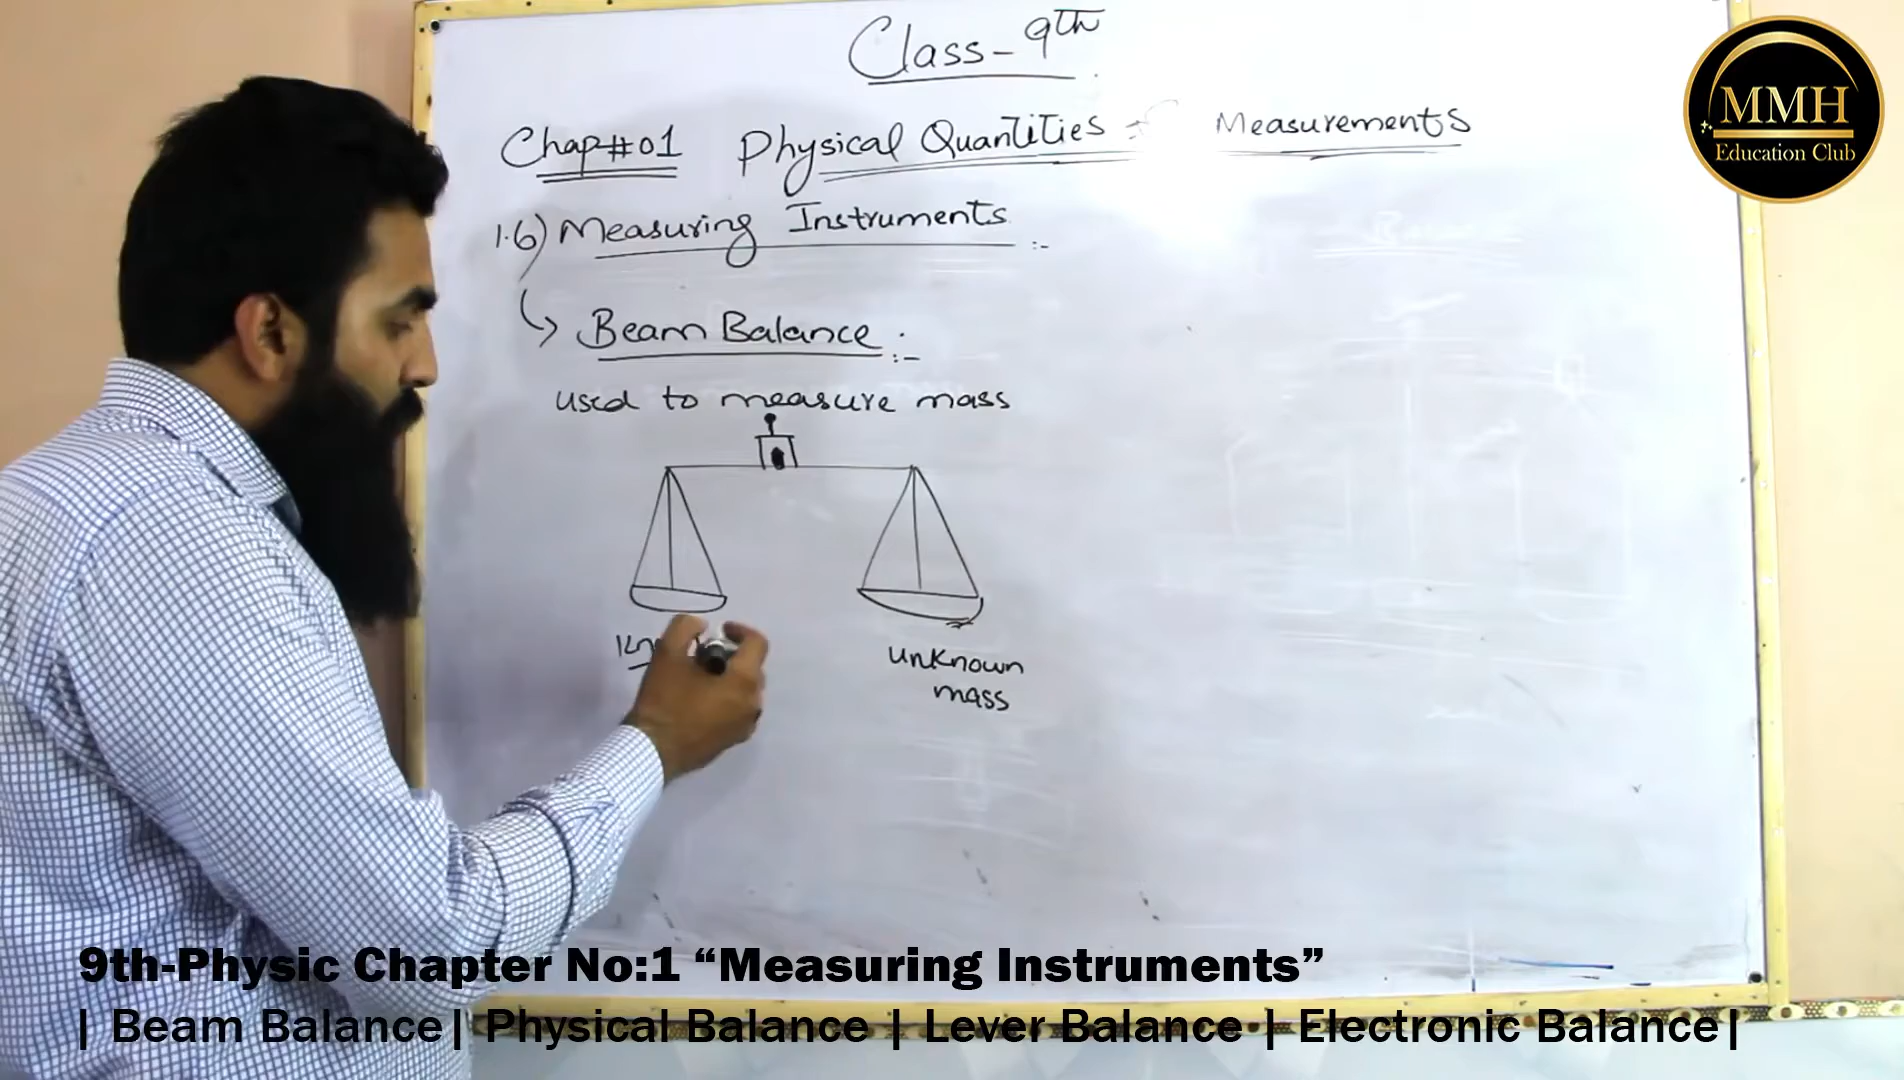 Class-9th
Chap#01 Physical Quantities Measurements
1.6) Measuring Instruments :-
↳ Beam Balance :-
used to measure mass
unknown
mass
MMH
Education Club
9th-Physic Chapter No:1 “Measuring Instruments”
| Beam Balance| Physical Balance | Lever Balance | Electronic Balance|